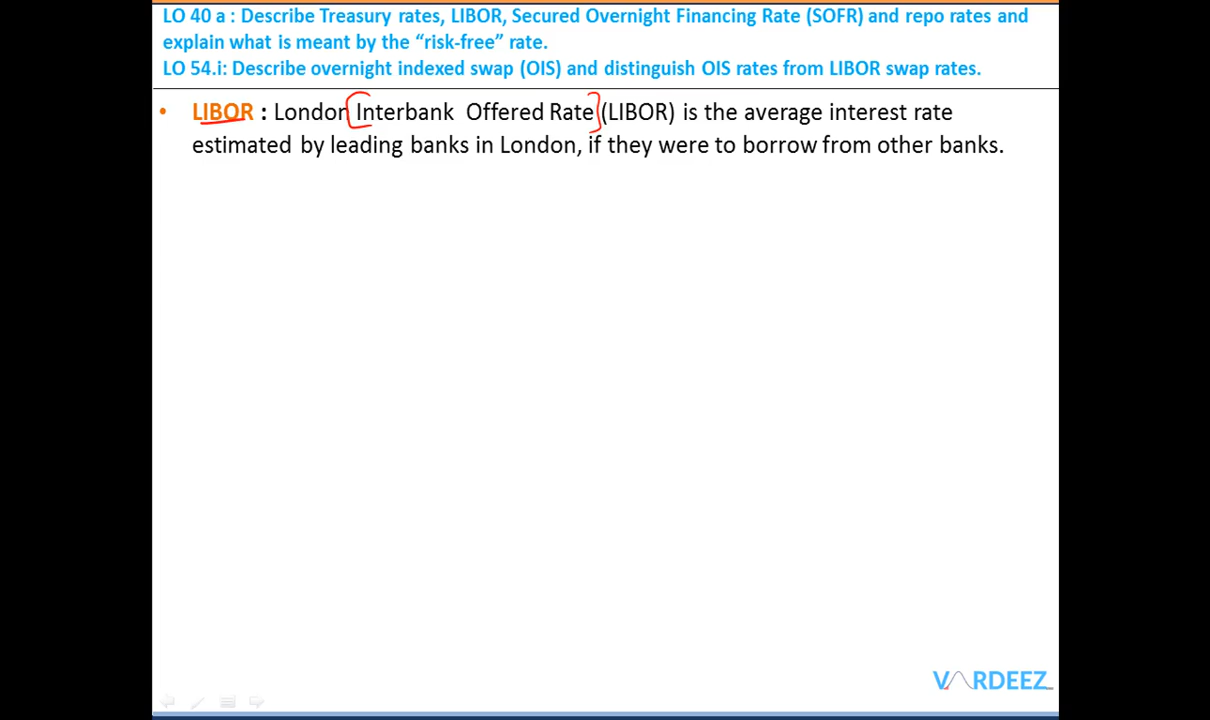 LO 40 a : Describe Treasury rates, LIBOR, Secured Overnight Financing Rate (SOFR) and repo rates and
explain what is meant by the “risk-free” rate.
LO 54.i: Describe overnight indexed swap (OIS) and distinguish OIS rates from LIBOR swap rates.
• LIBOR : London Interbank Offered Rate (LIBOR) is the average interest rate
estimated by leading banks in London, if they were to borrow from other banks.
VARDEEZ